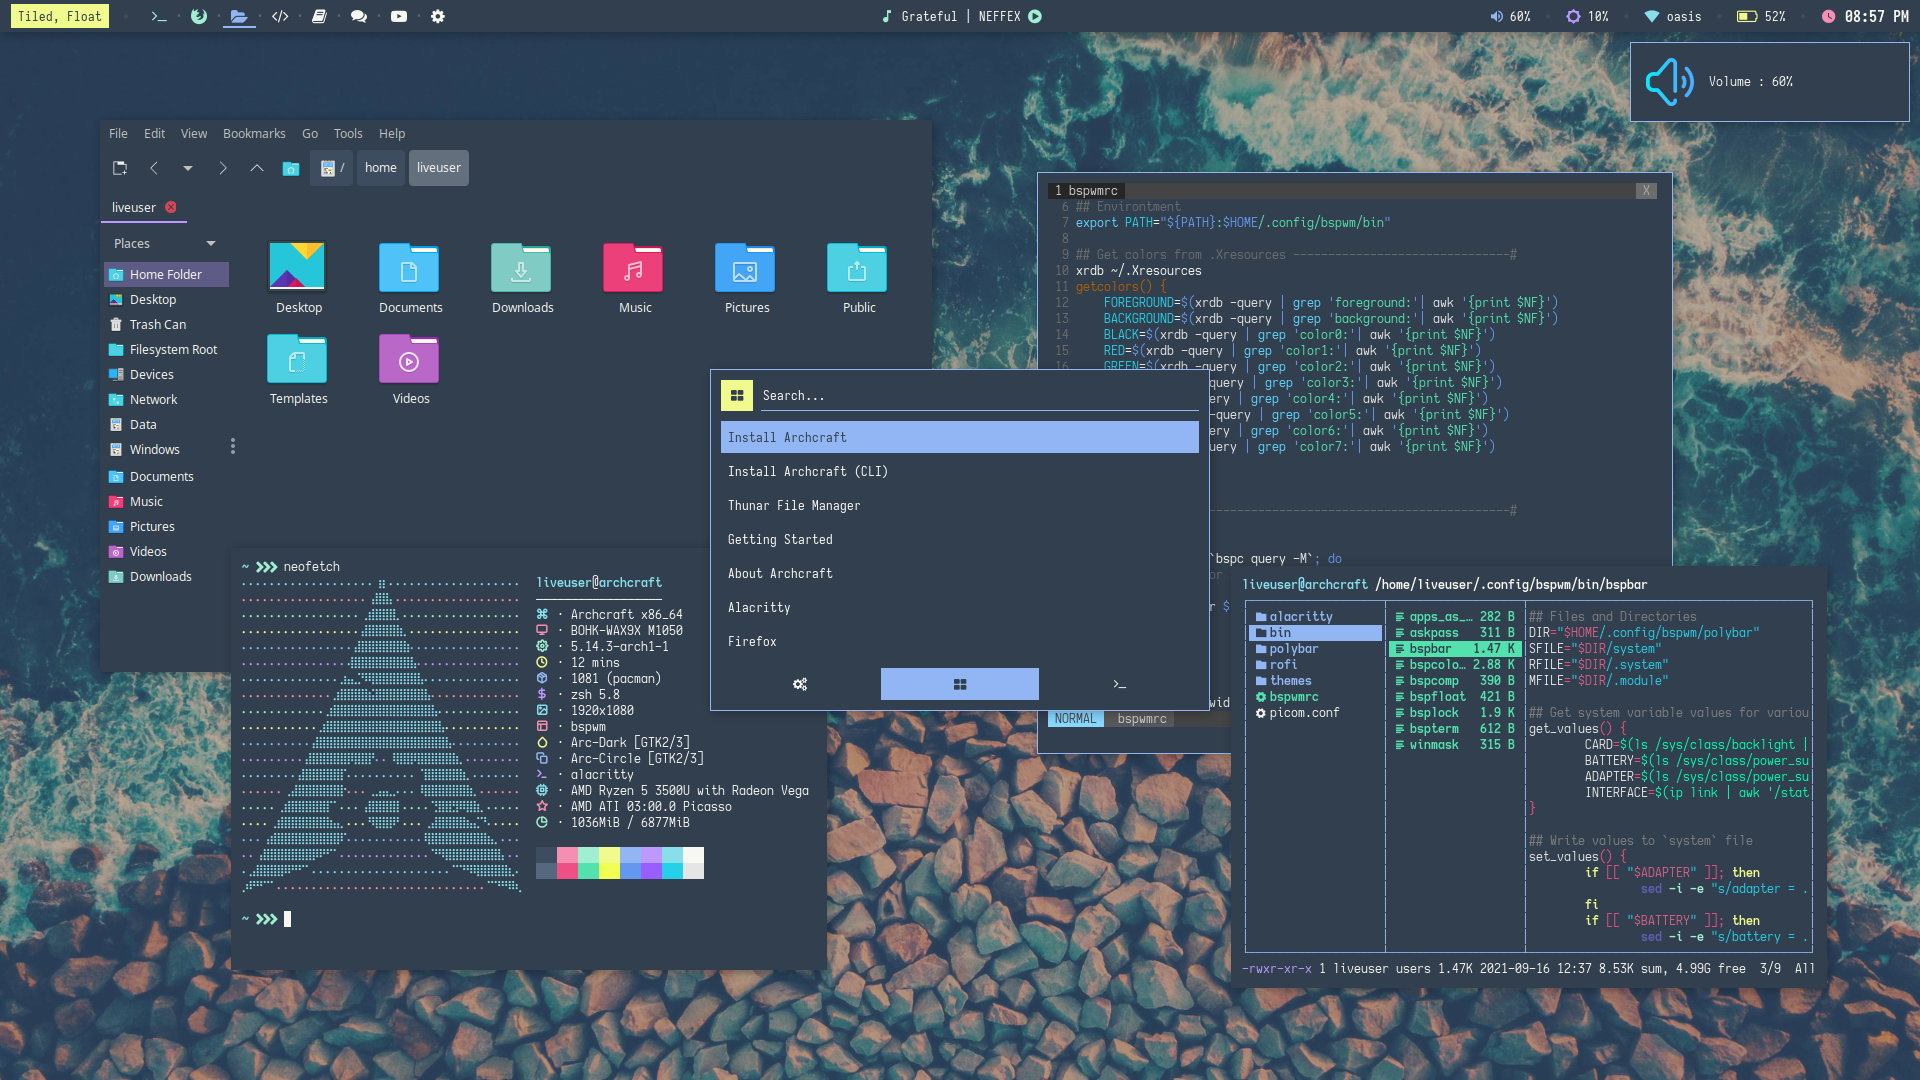 Tiled, Float
Grateful | NEFFEX
60%
10%
oasis
52%
08:57 PM
Volume : 60%
File Edit View Bookmarks Go Tools Help
/ home liveuser
liveuser
Places
Home Folder
Desktop
Trash Can
Filesystem Root
Devices
Network
Data
Windows
Documents
Music
Pictures
Videos
Downloads
Desktop Documents Downloads Music Pictures Public
Templates Videos
1 bspwmrc X
6 ## Environtment
7 export PATH="${PATH}:$HOME/.config/bspwm/bin"
8
9 ## Get colors from .Xresources -------------------------------#
10 xrdb ~/.Xresources
11 getcolors() {
12 FOREGROUND=$(xrdb -query | grep 'foreground:'| awk '{print $NF}')
13 BACKGROUND=$(xrdb -query | grep 'background:'| awk '{print $NF}')
14 BLACK=$(xrdb -query | grep 'color0:'| awk '{print $NF}')
15 RED=$(xrdb -query | grep 'color1:'| awk '{print $NF}')
16 GREEN=$(xrdb -query | grep 'color2:'| awk '{print $NF}')
ery | grep 'color3:'| awk '{print $NF}')
ery | grep 'color4:'| awk '{print $NF}')
-query | grep 'color5:'| awk '{print $NF}')
ery | grep 'color6:'| awk '{print $NF}')
query | grep 'color7:'| awk '{print $NF}')
-------------------------------------------#
`bspc query -M`; do
or
r $
wid
NORMAL bspwmrc
Search...
Install Archcraft
Install Archcraft (CLI)
Thunar File Manager
Getting Started
About Archcraft
Alacritty
Firefox
~ ❯❯❯ neofetch
liveuser@archcraft
· Archcraft x86_64
· BOHK-WAX9X M1050
· 5.14.3-arch1-1
· 12 mins
· 1081 (pacman)
· zsh 5.8
· 1920x1080
· bspwm
· Arc-Dark [GTK2/3]
· Arc-Circle [GTK2/3]
· alacritty
· AMD Ryzen 5 3500U with Radeon Vega
· AMD ATI 03:00.0 Picasso
· 1036MiB / 6877MiB
~ ❯❯❯
liveuser@archcraft /home/liveuser/.config/bspwm/bin/bspbar
alacritty
bin
polybar
rofi
themes
bspwmrc
picom.conf
apps_as_… 282 B
askpass 311 B
bspbar 1.47 K
bspcolo… 2.88 K
bspcomp 390 B
bspfloat 421 B
bsplock 1.9 K
bspterm 612 B
winmask 315 B
## Files and Directories
DIR="$HOME/.config/bspwm/polybar"
SFILE="$DIR/system"
RFILE="$DIR/.system"
MFILE="$DIR/.module"
## Get system variable values for variou
get_values() {
CARD=$(ls /sys/class/backlight |
BATTERY=$(ls /sys/class/power_su
ADAPTER=$(ls /sys/class/power_su
INTERFACE=$(ip link | awk '/stat
}
## Write values to `system` file
set_values() {
if [[ "$ADAPTER" ]]; then
sed -i -e "s/adapter = .
fi
if [[ "$BATTERY" ]]; then
sed -i -e "s/battery = .
-rwxr-xr-x 1 liveuser users 1.47K 2021-09-16 12:37 8.53K sum, 4.99G free 3/9 All